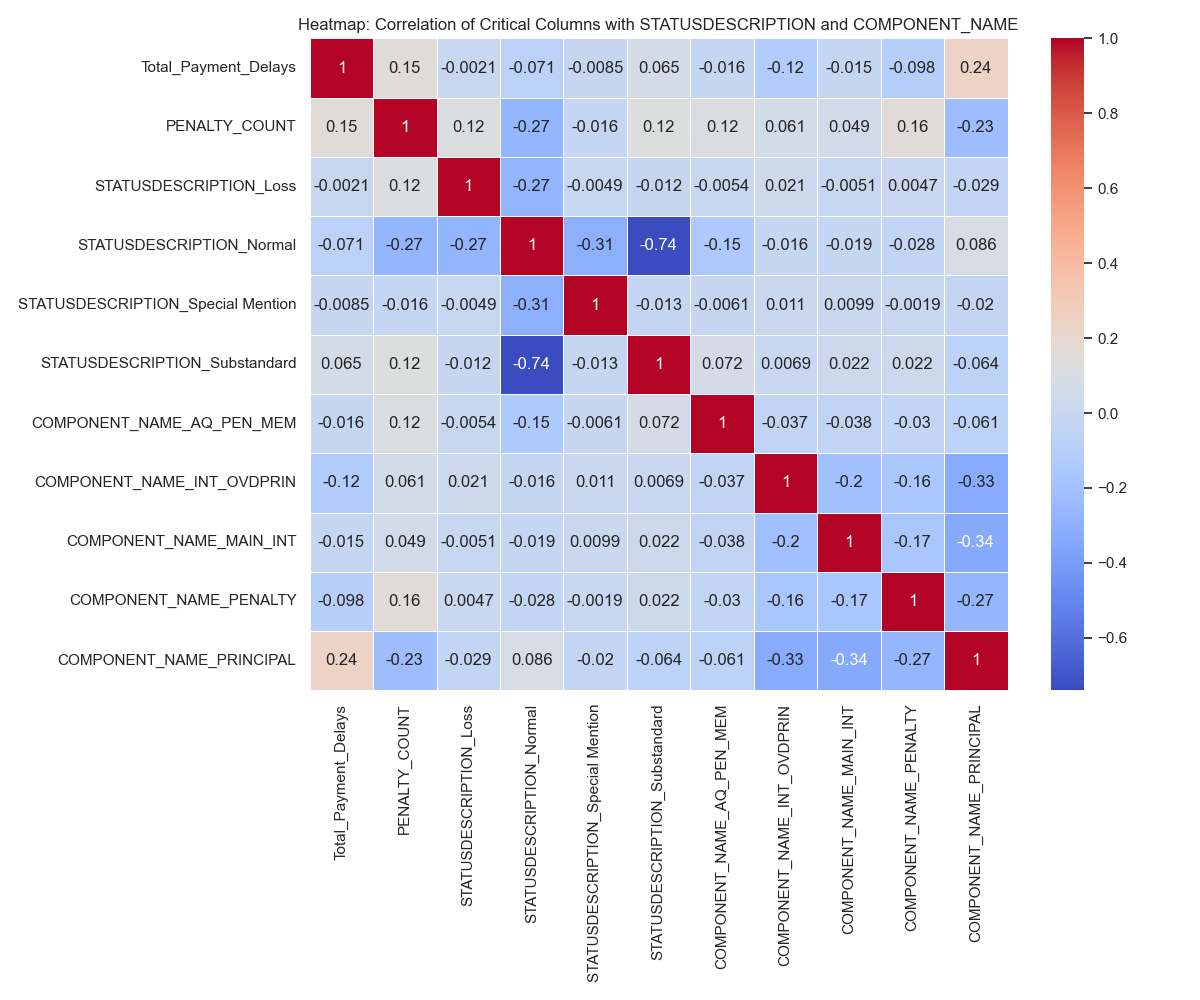 Heatmap: Correlation of Critical Columns with STATUSDESCRIPTION and COMPONENT_NAME
Total_Payment_Delays 1 0.15 -0.0021 -0.071 -0.0085 0.065 -0.016 -0.12 -0.015 -0.098 0.24
PENALTY_COUNT 0.15 1 0.12 -0.27 -0.016 0.12 0.12 0.061 0.049 0.16 -0.23
STATUSDESCRIPTION_Loss -0.0021 0.12 1 -0.27 -0.0049 -0.012 -0.0054 0.021 -0.0051 0.0047 -0.029
STATUSDESCRIPTION_Normal -0.071 -0.27 -0.27 1 -0.31 -0.74 -0.15 -0.016 -0.019 -0.028 0.086
STATUSDESCRIPTION_Special Mention -0.0085 -0.016 -0.0049 -0.31 1 -0.013 -0.0061 0.011 0.0099 -0.0019 -0.02
STATUSDESCRIPTION_Substandard 0.065 0.12 -0.012 -0.74 -0.013 1 0.072 0.0069 0.022 0.022 -0.064
COMPONENT_NAME_AQ_PEN_MEM -0.016 0.12 -0.0054 -0.15 -0.0061 0.072 1 -0.037 -0.038 -0.03 -0.061
COMPONENT_NAME_INT_OVDPRIN -0.12 0.061 0.021 -0.016 0.011 0.0069 -0.037 1 -0.2 -0.16 -0.33
COMPONENT_NAME_MAIN_INT -0.015 0.049 -0.0051 -0.019 0.0099 0.022 -0.038 -0.2 1 -0.17 -0.34
COMPONENT_NAME_PENALTY -0.098 0.16 0.0047 -0.028 -0.0019 0.022 -0.03 -0.16 -0.17 1 -0.27
COMPONENT_NAME_PRINCIPAL 0.24 -0.23 -0.029 0.086 -0.02 -0.064 -0.061 -0.33 -0.34 -0.27 1
Total_Payment_Delays
PENALTY_COUNT
STATUSDESCRIPTION_Loss
STATUSDESCRIPTION_Normal
STATUSDESCRIPTION_Special Mention
STATUSDESCRIPTION_Substandard
COMPONENT_NAME_AQ_PEN_MEM
COMPONENT_NAME_INT_OVDPRIN
COMPONENT_NAME_MAIN_INT
COMPONENT_NAME_PENALTY
COMPONENT_NAME_PRINCIPAL
1.0
0.8
0.6
0.4
0.2
0.0
−0.2
−0.4
−0.6